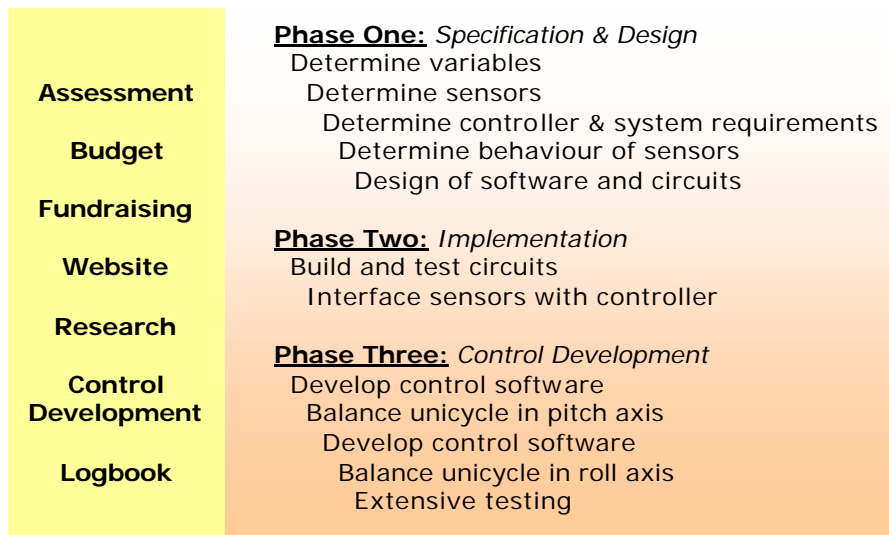 Assessment
Budget
Fundraising
Website
Research
Control
Development
Logbook
Phase One: Specification & Design
Determine variables
Determine sensors
Determine controller & system requirements
Determine behaviour of sensors
Design of software and circuits
Phase Two: Implementation
Build and test circuits
Interface sensors with controller
Phase Three: Control Development
Develop control software
Balance unicycle in pitch axis
Develop control software
Balance unicycle in roll axis
Extensive testing